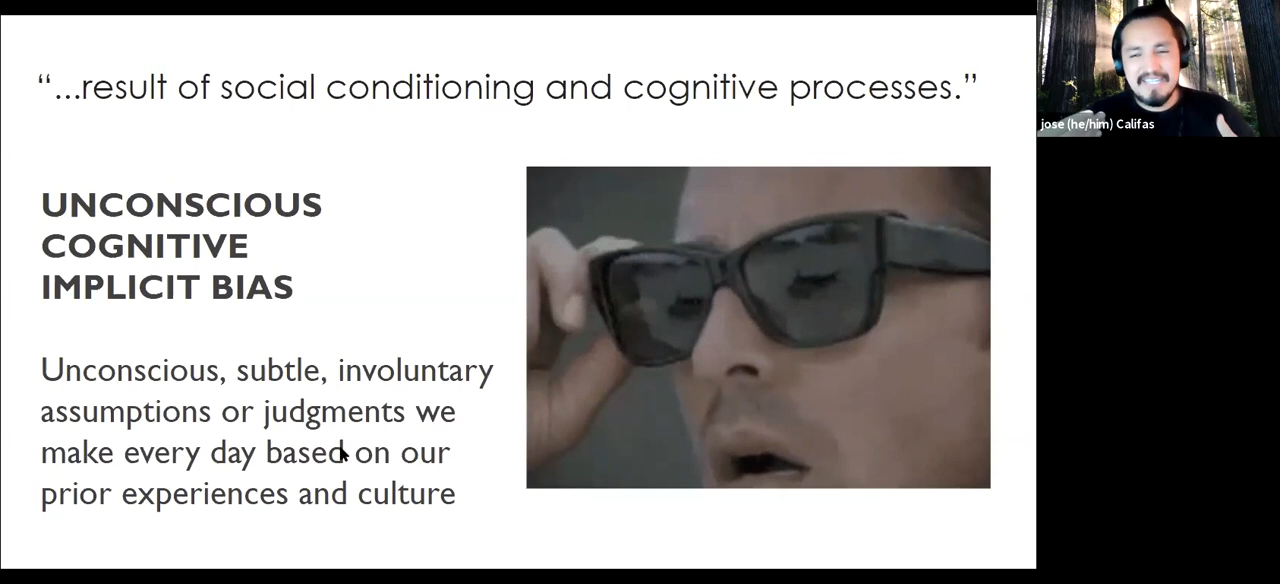 “...result of social conditioning and cognitive processes.”
UNCONSCIOUS
COGNITIVE
IMPLICIT BIAS
Unconscious, subtle, involuntary
assumptions or judgments we
make every day based on our
prior experiences and culture
jose (he/him) Califas